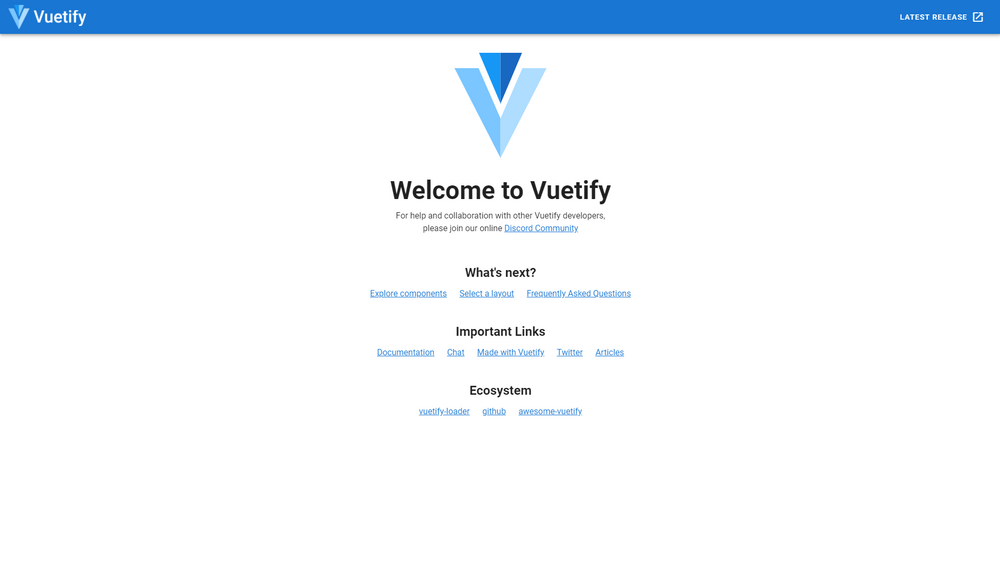 Vuetify
LATEST RELEASE
Welcome to Vuetify
For help and collaboration with other Vuetify developers,
please join our online Discord Community
What's next?
Explore components Select a layout Frequently Asked Questions
Important Links
Documentation Chat Made with Vuetify Twitter Articles
Ecosystem
vuetify-loader github awesome-vuetify